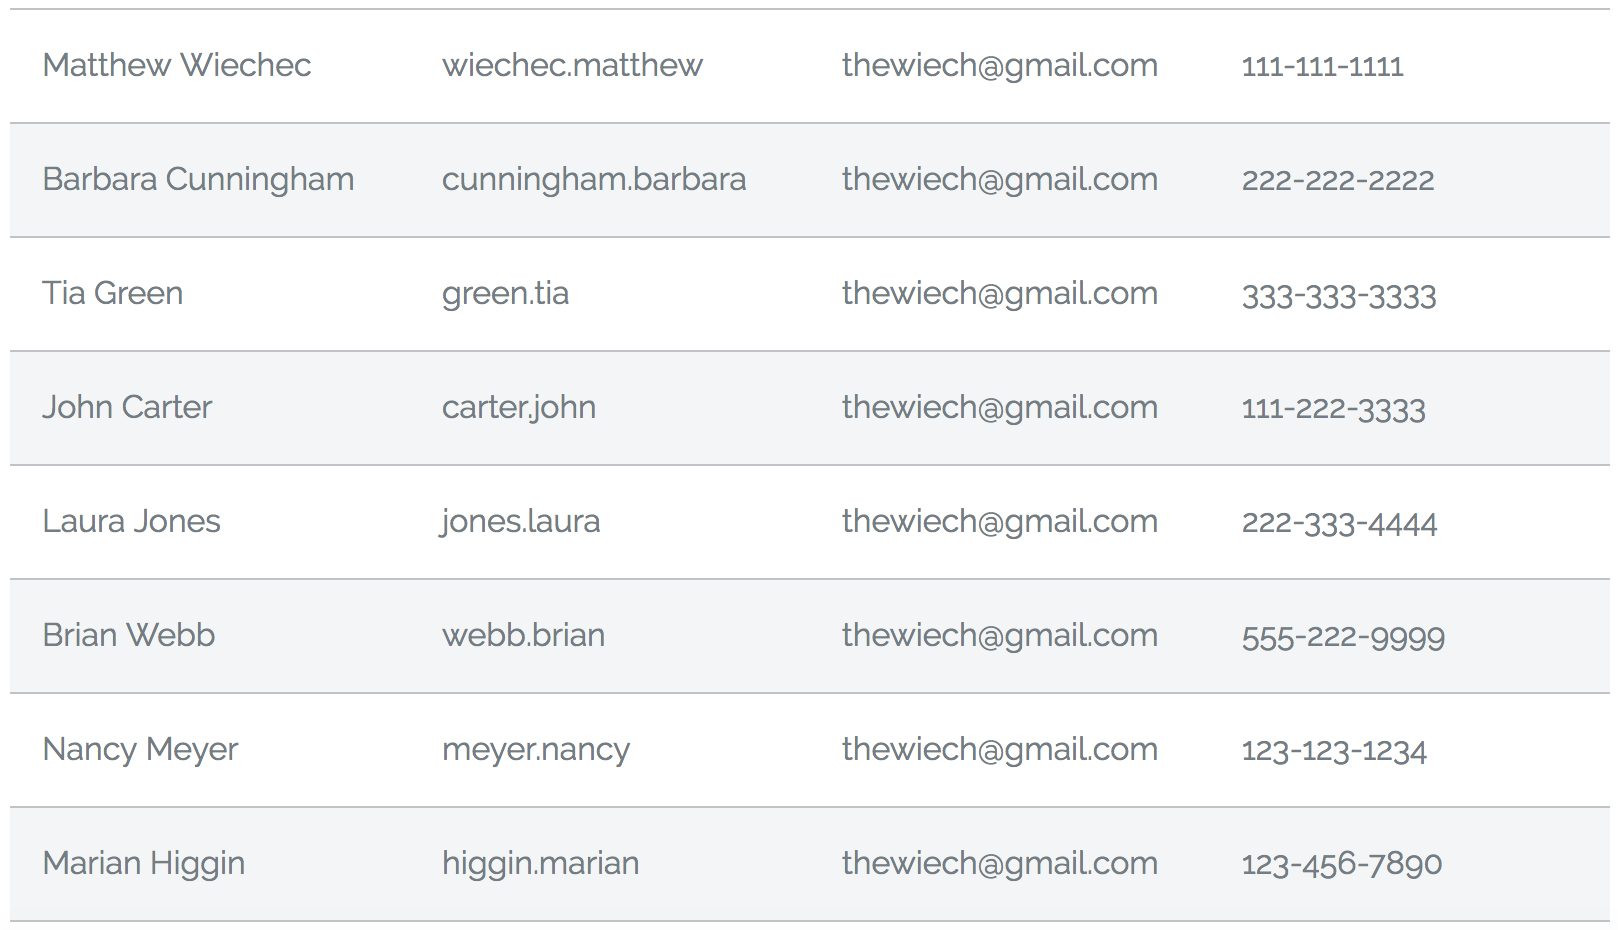 Matthew Wiechec wiechec.matthew thewiech@gmail.com 111-111-1111
Barbara Cunningham cunningham.barbara thewiech@gmail.com 222-222-2222
Tia Green green.tia thewiech@gmail.com 333-333-3333
John Carter carter.john thewiech@gmail.com 111-222-3333
Laura Jones jones.laura thewiech@gmail.com 222-333-4444
Brian Webb webb.brian thewiech@gmail.com 555-222-9999
Nancy Meyer meyer.nancy thewiech@gmail.com 123-123-1234
Marian Higgin higgin.marian thewiech@gmail.com 123-456-7890